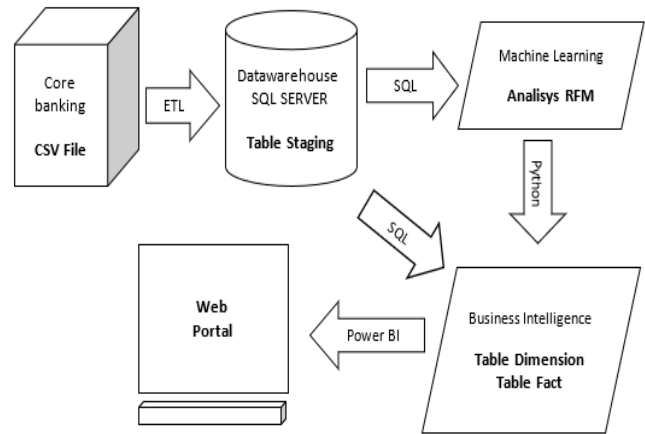 Core
banking
CSV File
ETL
Datawarehouse
SQL SERVER
Table Staging
SQL
Machine Learning
Analisys RFM
Python
SQL
Business Intelligence
Table Dimension
Table Fact
Power BI
Web
Portal